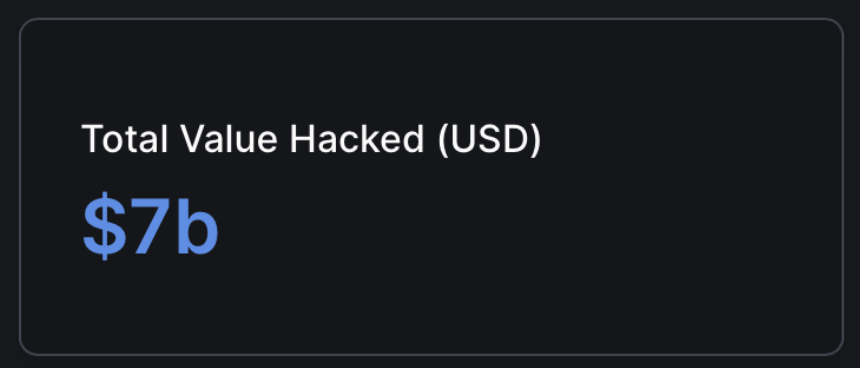 Total Value Hacked (USD)
$7b